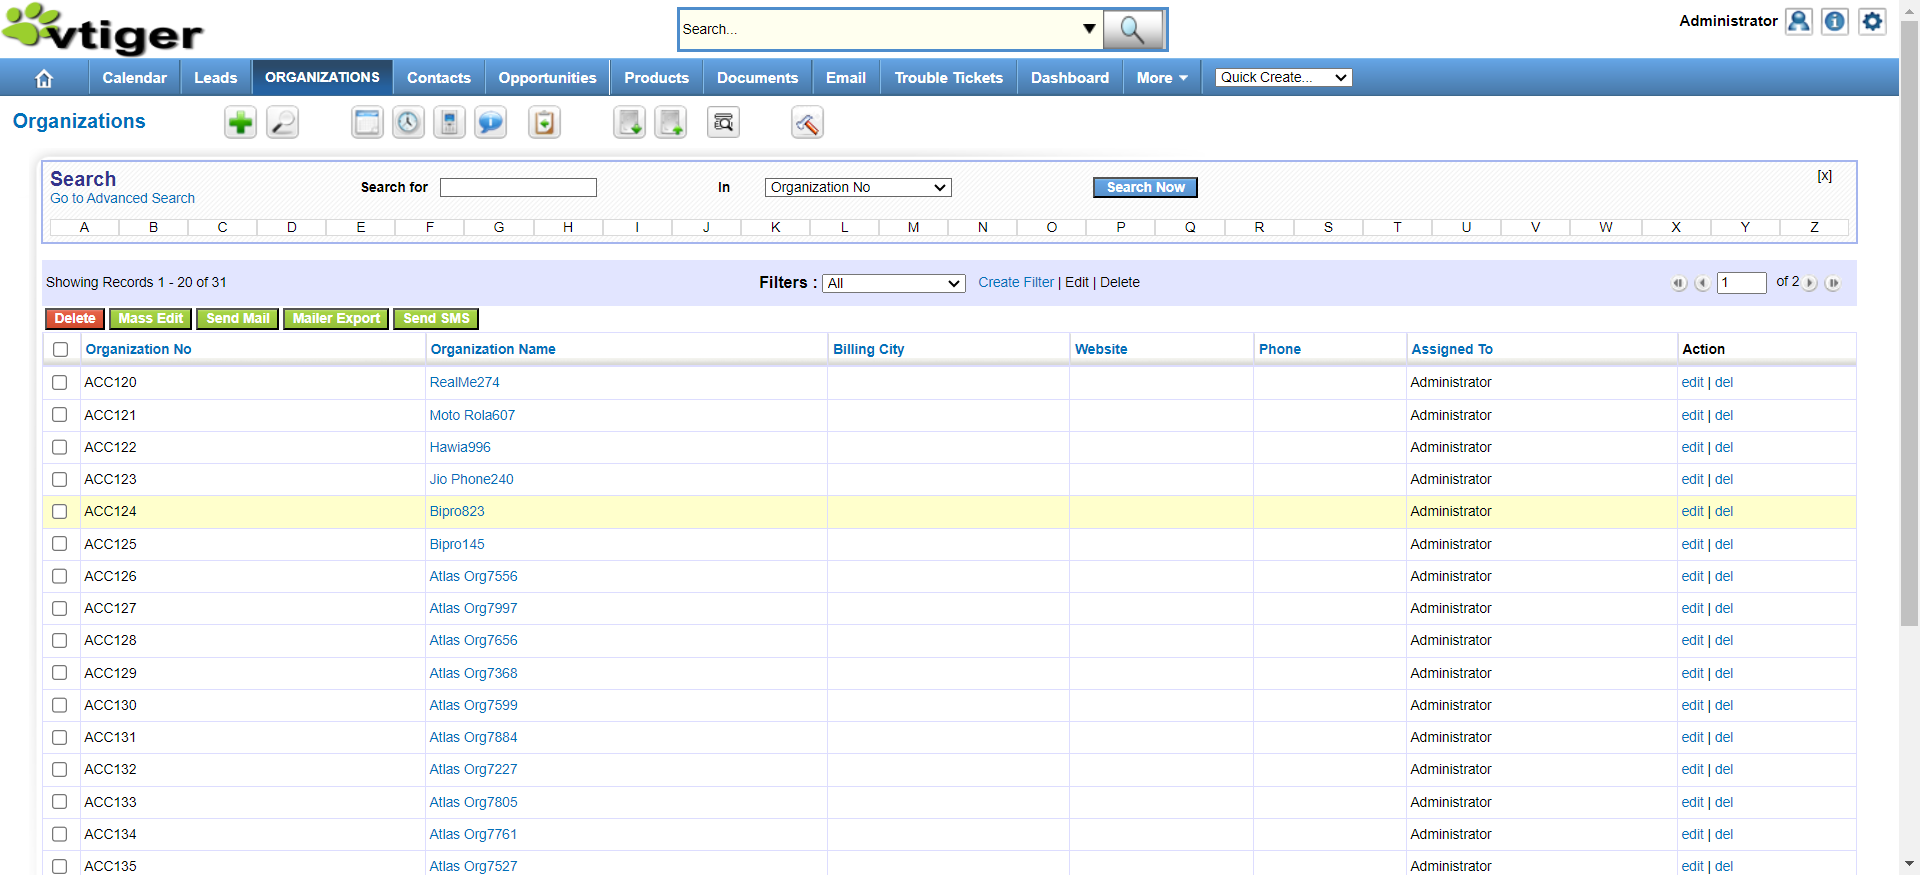 vtiger
Search...
Administrator
Calendar Leads ORGANIZATIONS Contacts Opportunities Products Documents Email Trouble Tickets Dashboard More Quick Create...
Organizations
Search
Go to Advanced Search
Search for In Organization No Search Now [x]
A B C D E F G H I J K L M N O P Q R S T U V W X Y Z
Showing Records 1 - 20 of 31 Filters : All Create Filter | Edit | Delete 1 of 2
Delete Mass Edit Send Mail Mailer Export Send SMS
Organization No Organization Name Billing City Website Phone Assigned To Action
ACC120 RealMe274 Administrator edit | del
ACC121 Moto Rola607 Administrator edit | del
ACC122 Hawia996 Administrator edit | del
ACC123 Jio Phone240 Administrator edit | del
ACC124 Bipro823 Administrator edit | del
ACC125 Bipro145 Administrator edit | del
ACC126 Atlas Org7556 Administrator edit | del
ACC127 Atlas Org7997 Administrator edit | del
ACC128 Atlas Org7656 Administrator edit | del
ACC129 Atlas Org7368 Administrator edit | del
ACC130 Atlas Org7599 Administrator edit | del
ACC131 Atlas Org7884 Administrator edit | del
ACC132 Atlas Org7227 Administrator edit | del
ACC133 Atlas Org7805 Administrator edit | del
ACC134 Atlas Org7761 Administrator edit | del
ACC135 Atlas Org7527 Administrator edit | del